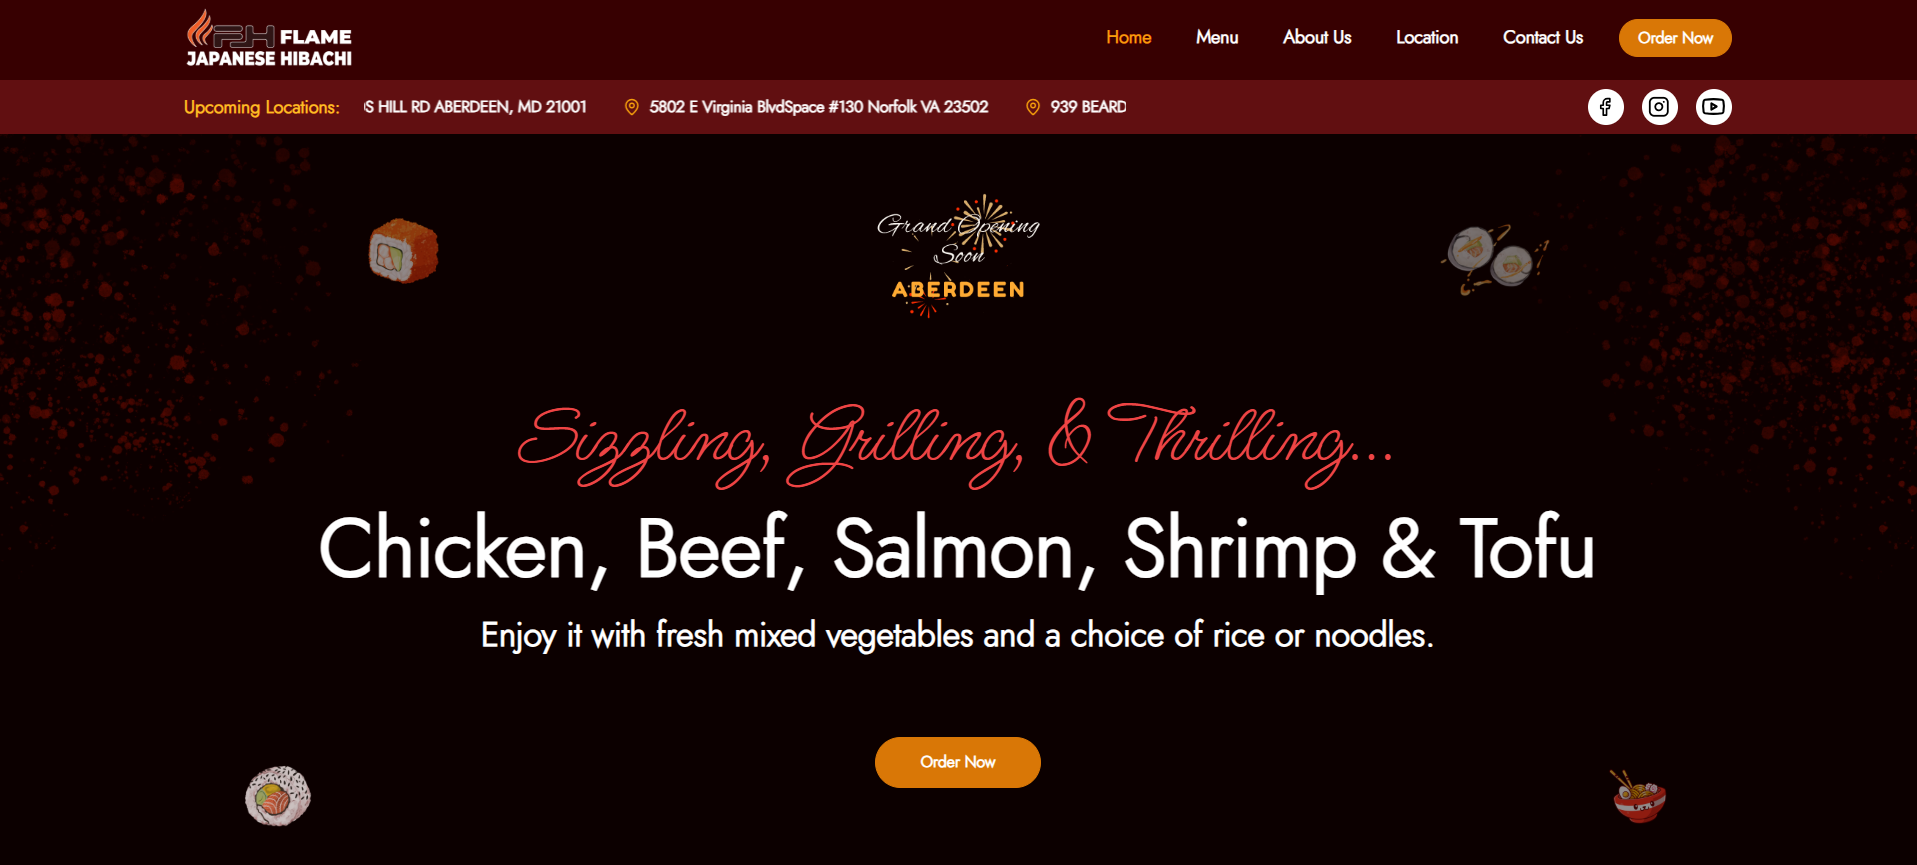 FH FLAME
JAPANESE HIBACHI
Home
Menu
About Us
Location
Contact Us
Order Now
Upcoming Locations:
S HILL RD ABERDEEN, MD 21001
5802 E Virginia BlvdSpace #130 Norfolk VA 23502
939 BEARD
Grand Opening
Soon
ABERDEEN
Sizzling, Grilling, & Thrilling...
Chicken, Beef, Salmon, Shrimp & Tofu
Enjoy it with fresh mixed vegetables and a choice of rice or noodles.
Order Now